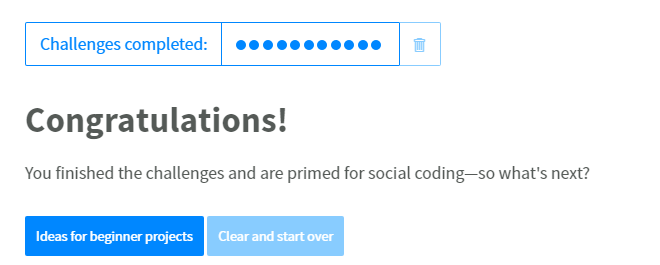 Challenges completed:
Congratulations!
You finished the challenges and are primed for social coding—so what's next?
Ideas for beginner projects
Clear and start over